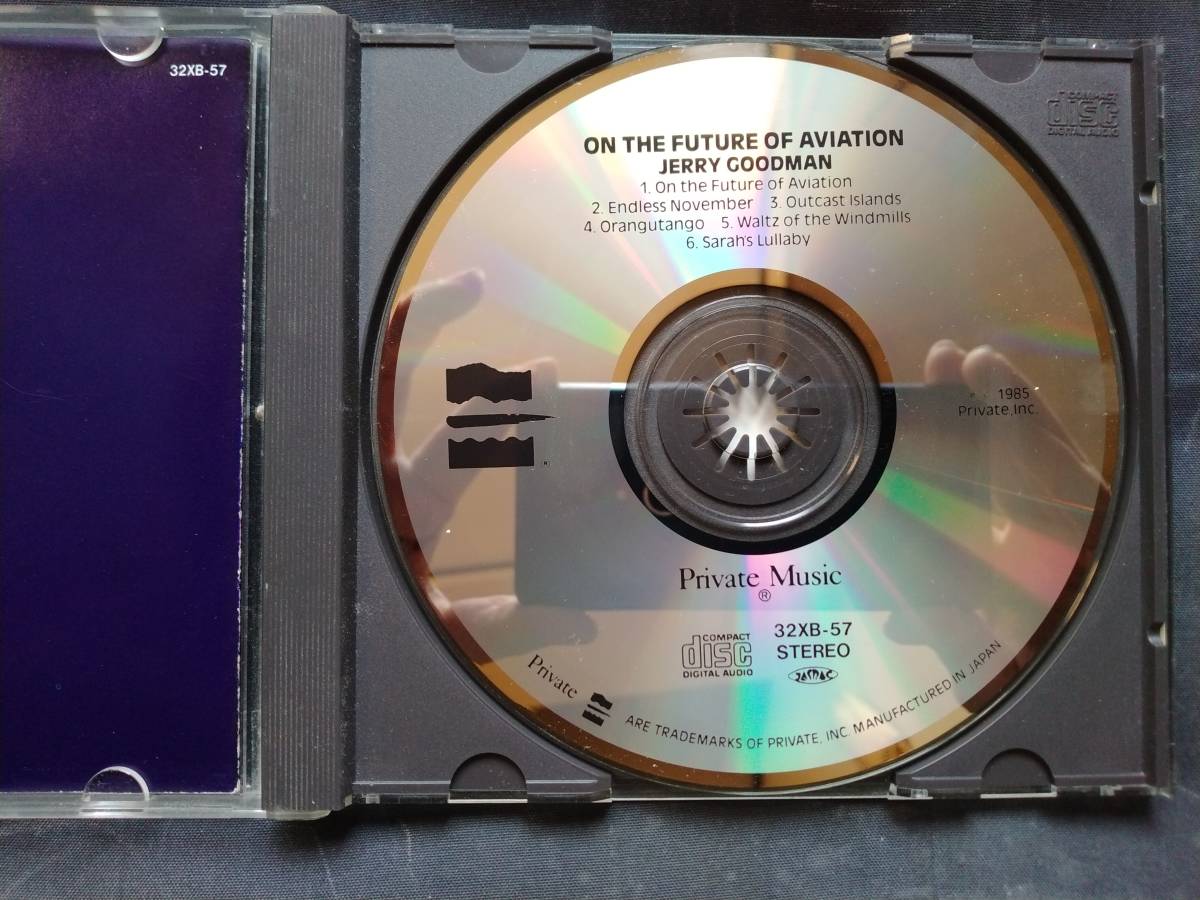 32XB-57
COMPACT
disc
DIGITAL AUDIO
ON THE FUTURE OF AVIATION
JERRY GOODMAN
1. On the Future of Aviation
2. Endless November 3. Outcast Islands
4. Orangutango 5. Waltz of the Windmills
6. Sarah's Lullaby
1985
Private, Inc.
®
Private Music
®
COMPACT
disc
DIGITAL AUDIO
32XB-57
STEREO
JASRAC
Private
ARE TRADEMARKS OF PRIVATE, INC. MANUFACTURED IN JAPAN